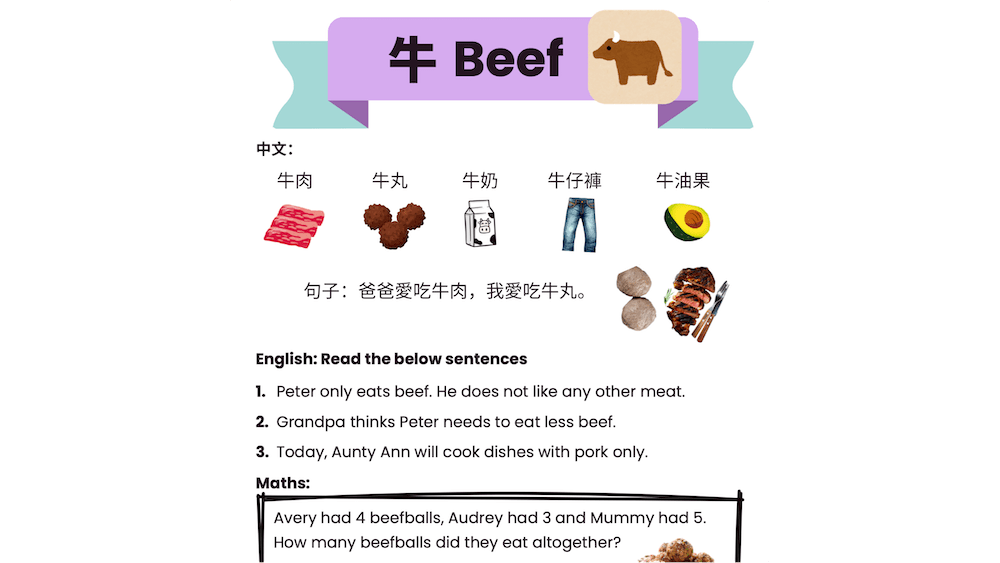 牛 Beef
中文：
牛肉 牛丸 牛奶 牛仔褲 牛油果
句子：爸爸愛吃牛肉，我愛吃牛丸。
English: Read the below sentences
1. Peter only eats beef. He does not like any other meat.
2. Grandpa thinks Peter needs to eat less beef.
3. Today, Aunty Ann will cook dishes with pork only.
Maths:
Avery had 4 beefballs, Audrey had 3 and Mummy had 5.
How many beefballs did they eat altogether?